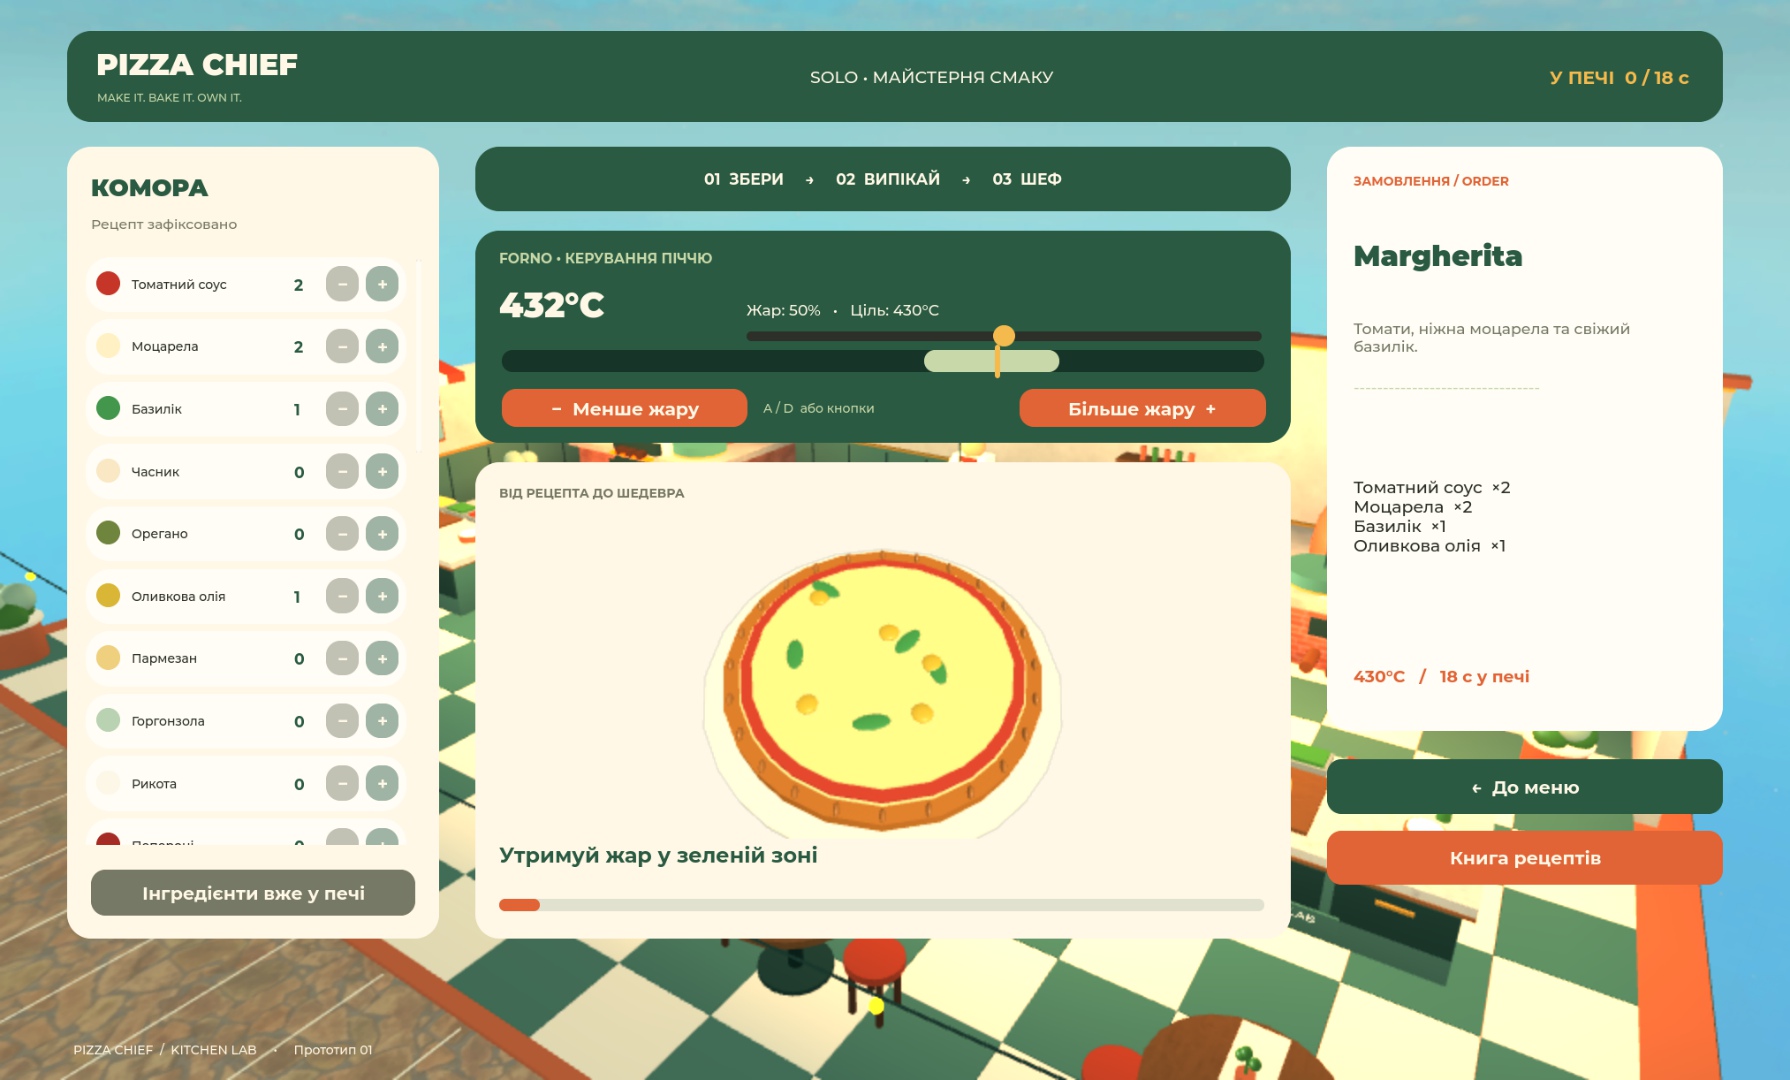 PIZZA CHIEF
MAKE IT. BAKE IT. OWN IT.
SOLO • МАЙСТЕРНЯ СМАКУ
У ПЕЧІ 0 / 18 с
КОМОРА
Рецепт зафіксовано
Томатний соус 2 − +
Моцарела 2 − +
Базилік 1 − +
Часник 0 − +
Орегано 0 − +
Оливкова олія 1 − +
Пармезан 0 − +
Горгонзола 0 − +
Рикота 0 − +
Інгредієнти вже у печі
01 ЗБЕРИ → 02 ВИПІКАЙ → 03 ШЕФ
FORNO • КЕРУВАННЯ ПІЧЧЮ
432°C
Жар: 50% • Ціль: 430°C
− Менше жару
A / D або кнопки
Більше жару +
ВІД РЕЦЕПТА ДО ШЕДЕВРА
Утримуй жар у зеленій зоні
ЗАМОВЛЕННЯ / ORDER
Margherita
Томати, ніжна моцарела та свіжий
базилік.
------------------------------
Томатний соус ×2
Моцарела ×2
Базилік ×1
Оливкова олія ×1
430°C / 18 с у печі
← До меню
Книга рецептів
PIZZA CHIEF / KITCHEN LAB • Прототип 01